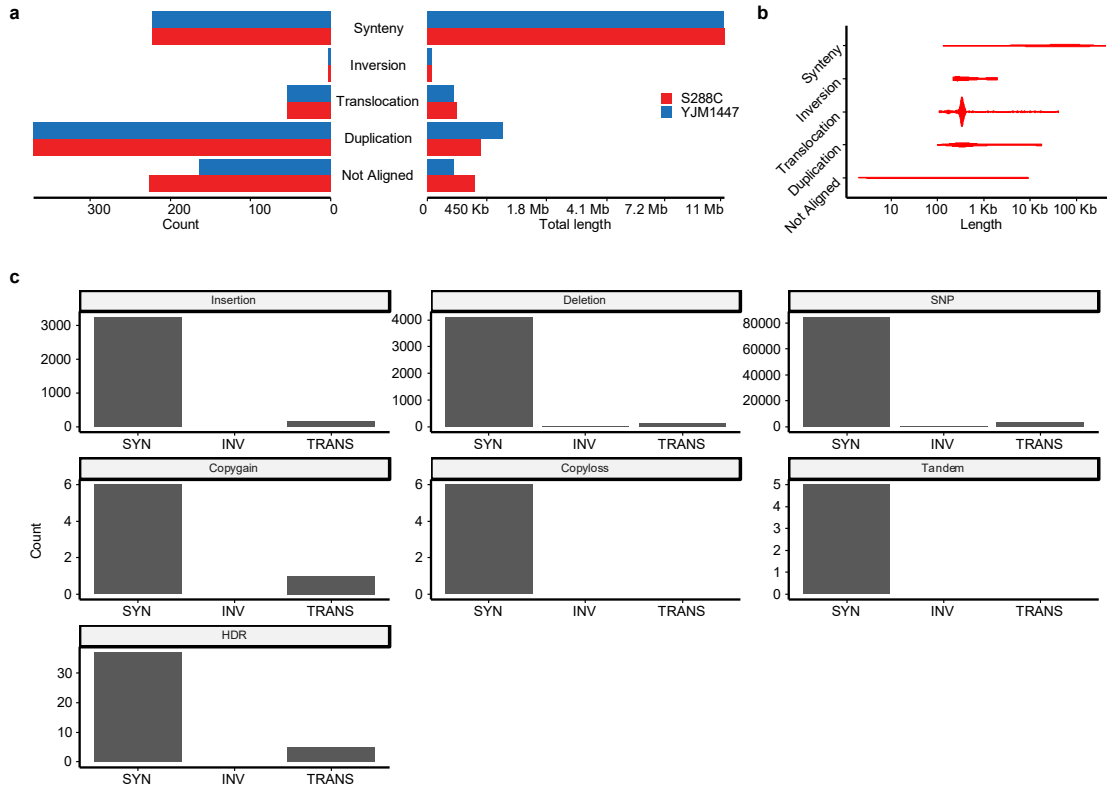 a
Synteny
Inversion
Translocation
Duplication
Not Aligned
300 200 100 0
Count
0 450 Kb 1.8 Mb 4.1 Mb 7.2 Mb 11 Mb
Total length
S288C
YJM1447
b
Synteny
Inversion
Translocation
Duplication
Not Aligned
10 100 1 Kb 10 Kb 100 Kb
Length
c
Count
Insertion
3000
2000
1000
0
SYN INV TRANS
Deletion
4000
3000
2000
1000
0
SYN INV TRANS
SNP
80000
60000
40000
20000
0
SYN INV TRANS
Copygain
6
4
2
0
SYN INV TRANS
Copyloss
6
4
2
0
SYN INV TRANS
Tandem
5
4
3
2
1
0
SYN INV TRANS
HDR
30
20
10
0
SYN INV TRANS